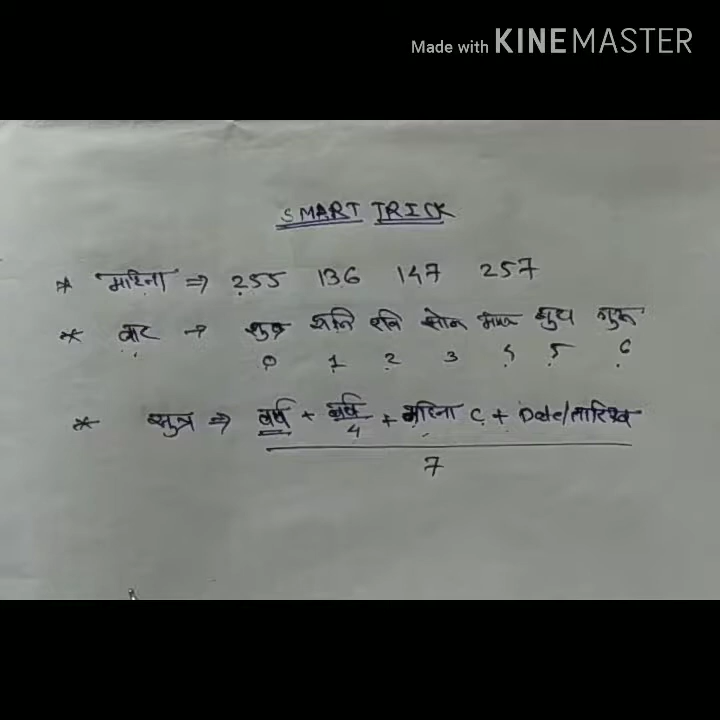 Made with KINEMASTER
SMART TRICK
* महिना ⇒ 255 136 147 257
* वार → शुक्र शनि रवि सोम मंगल बुध गुरू
0 1 2 3 4 5 6
* सुत्र ⇒ वर्ष + वर्ष/4 + महिना C + Date/तारिख
7